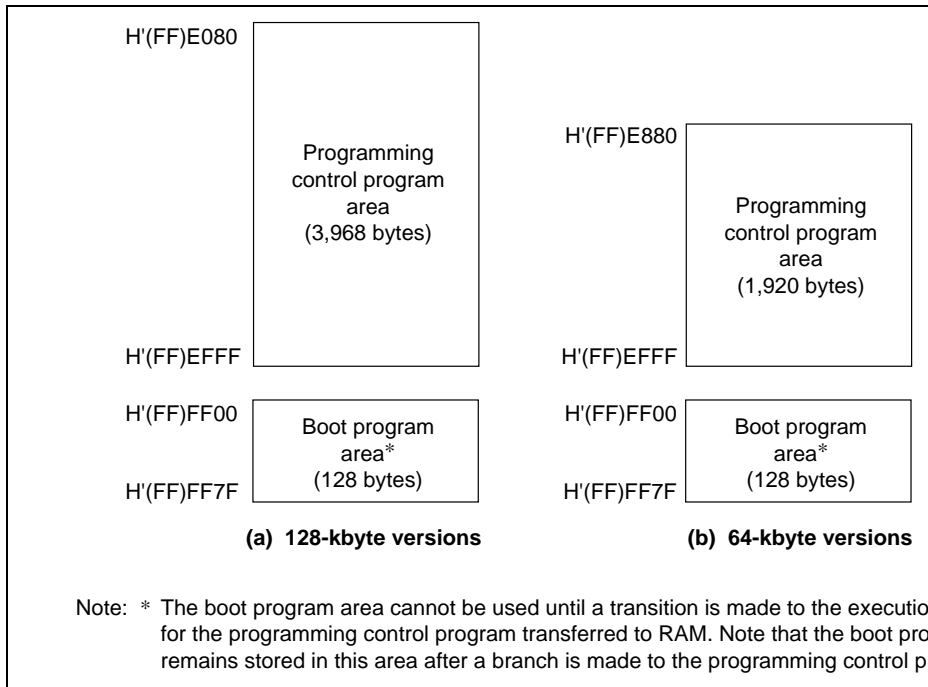 H'(FF)E080
Programming
control program
area
(3,968 bytes)
H'(FF)EFFF
H'(FF)FF00
Boot program
area*
(128 bytes)
H'(FF)FF7F
(a) 128-kbyte versions
H'(FF)E880
Programming
control program
area
(1,920 bytes)
H'(FF)EFFF
H'(FF)FF00
Boot program
area*
(128 bytes)
H'(FF)FF7F
(b) 64-kbyte versions
Note: * The boot program area cannot be used until a transition is made to the executio
for the programming control program transferred to RAM. Note that the boot pro
remains stored in this area after a branch is made to the programming control p